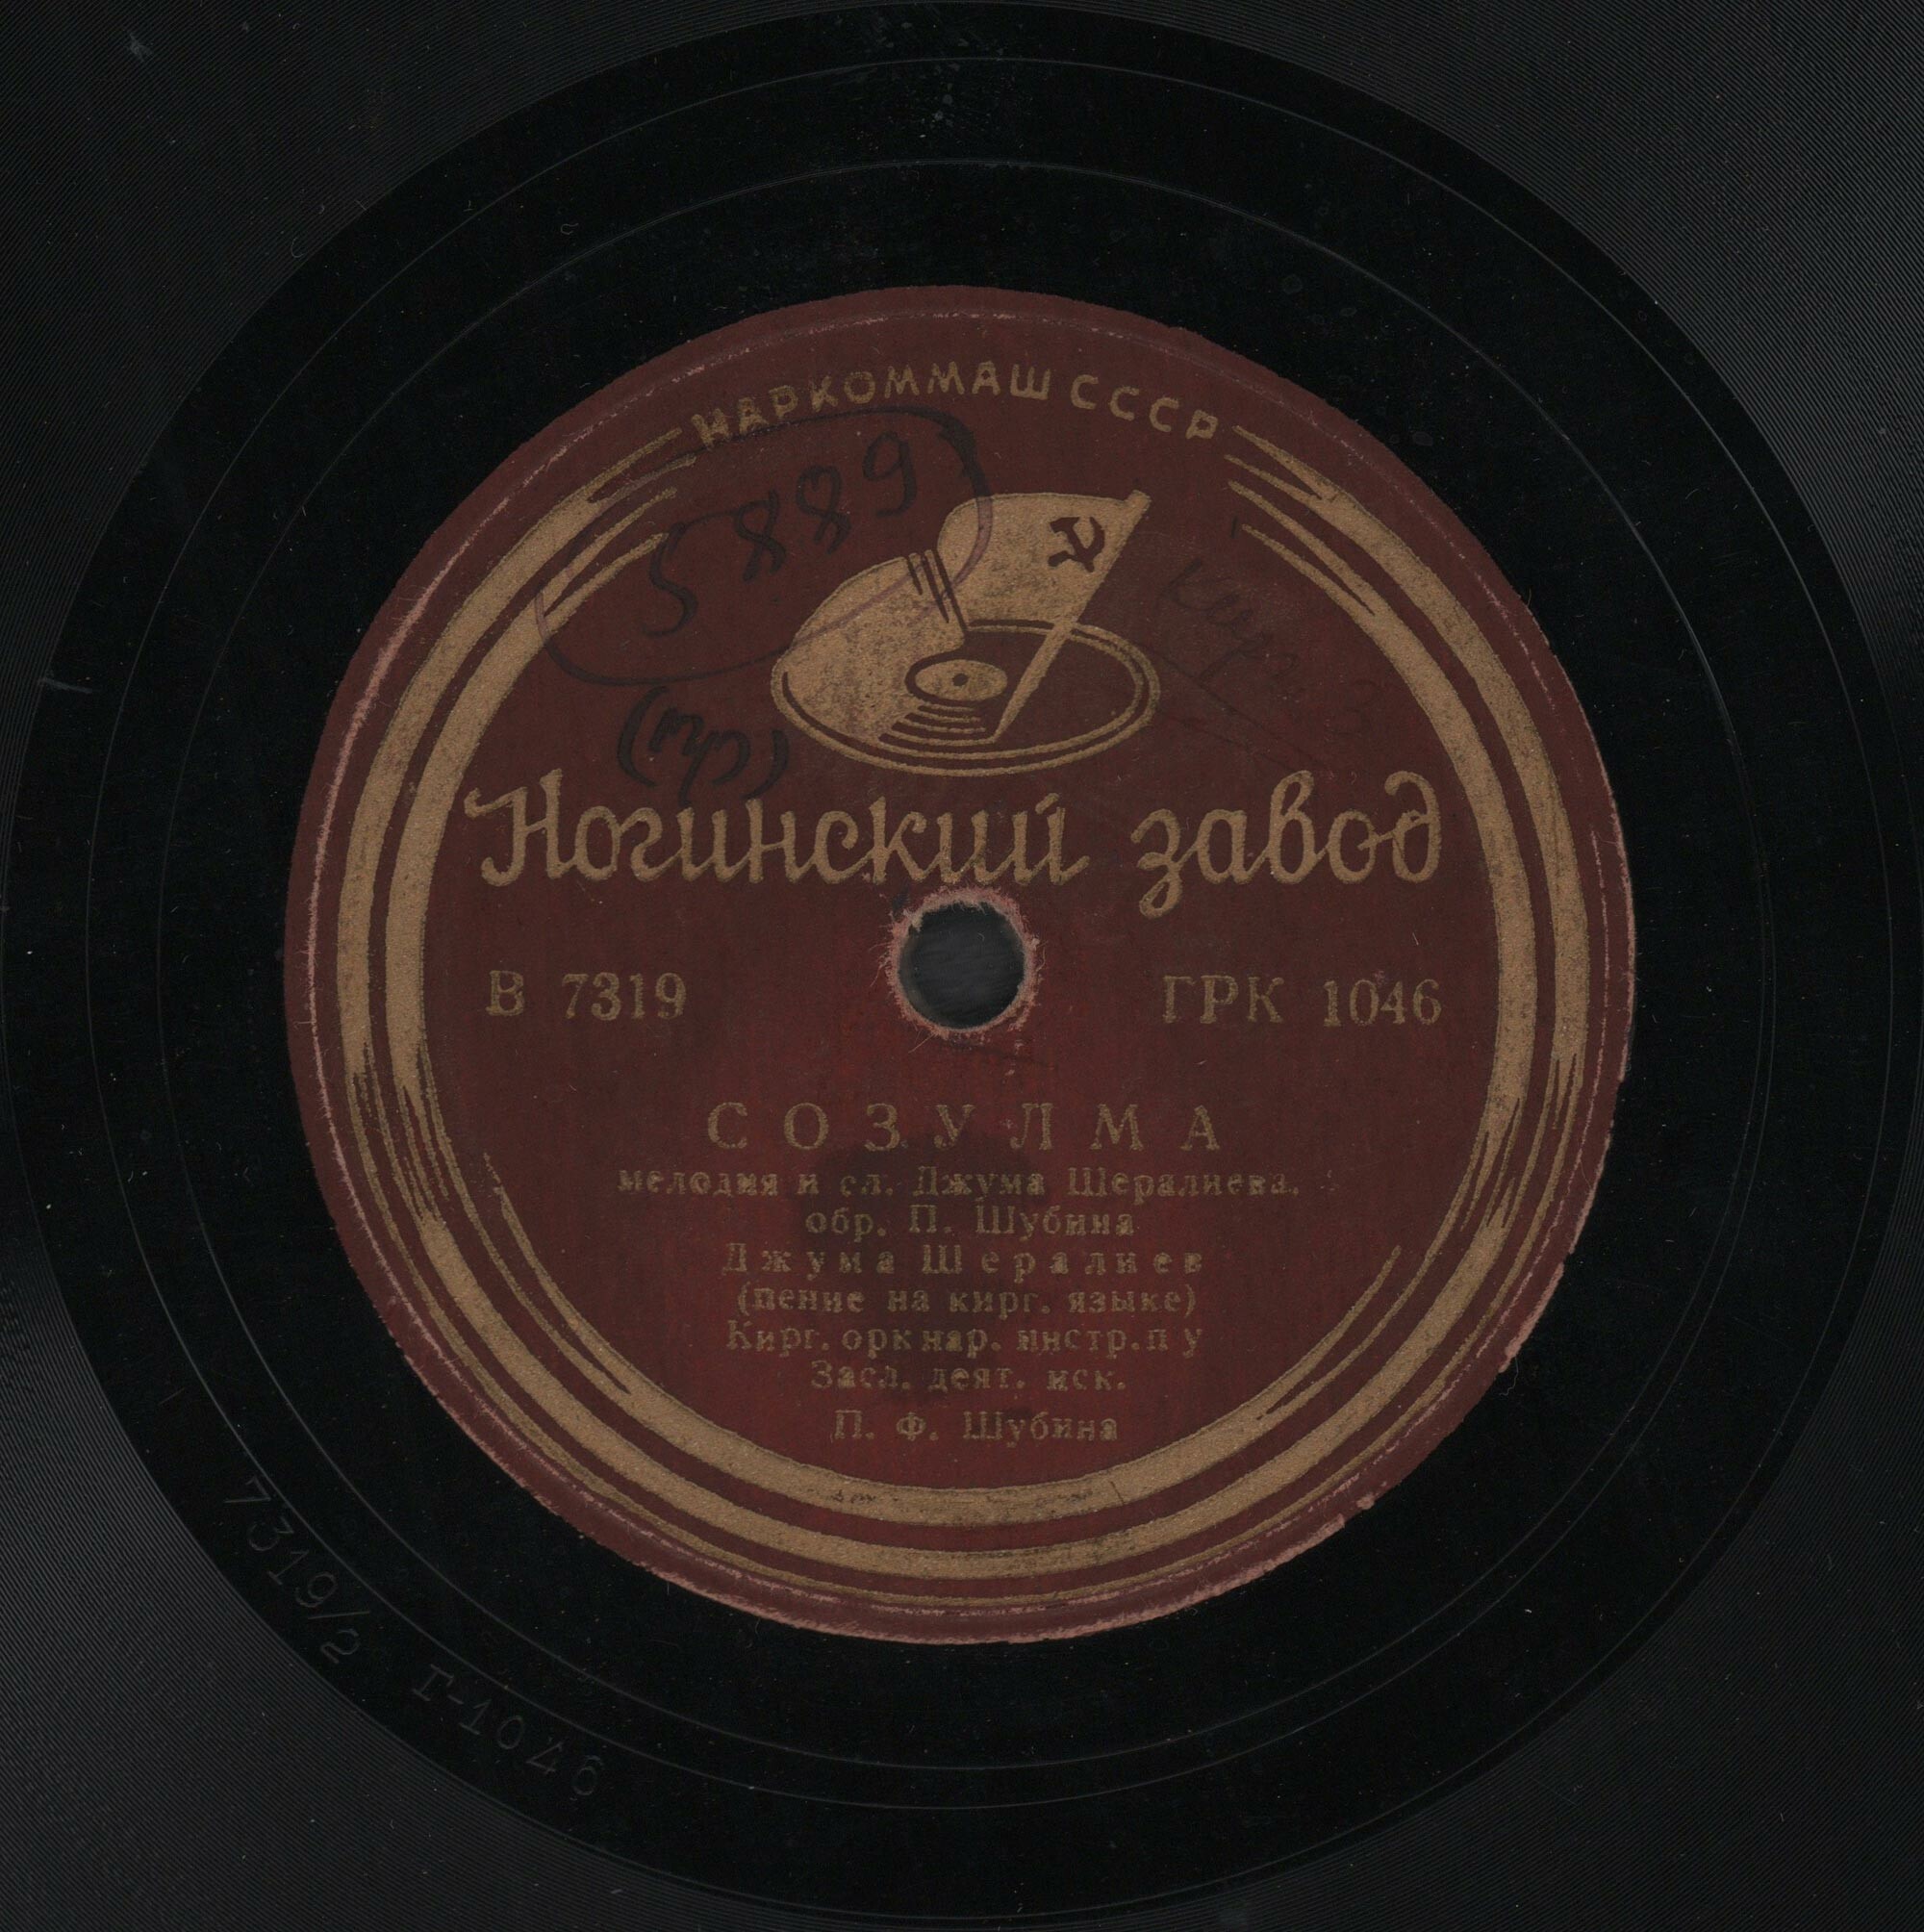 НАРКОММАШ СССР
5889
(пр)
киргиз
Ногинский завод
В 7319 ГРК 1046
СОЗУЛМА
мелодия и сл. Джума Шералиева.
обр. П. Шубина
Джума Шералиев
(пение на кирг. языке)
Кирг. орк нар. инстр. п у
Засл. деят. иск.
П. Ф. Шубина
7319/2 Г-1046